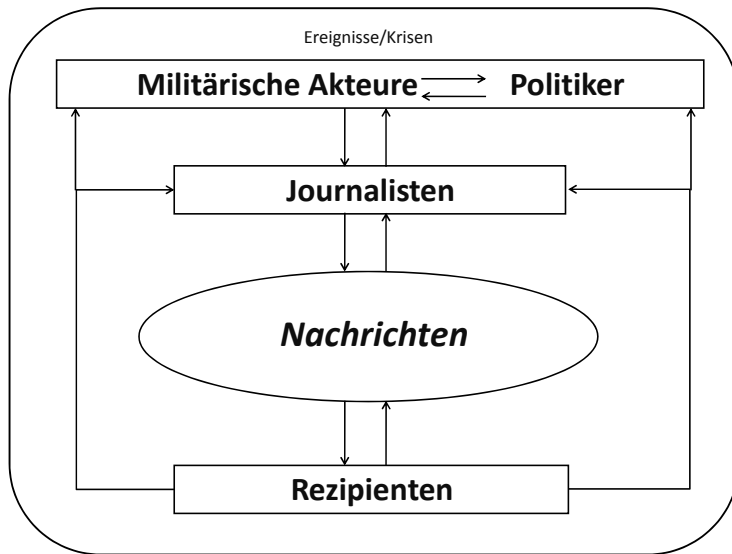 Ereignisse/Krisen
Militärische Akteure Politiker
Journalisten
Nachrichten
Rezipienten